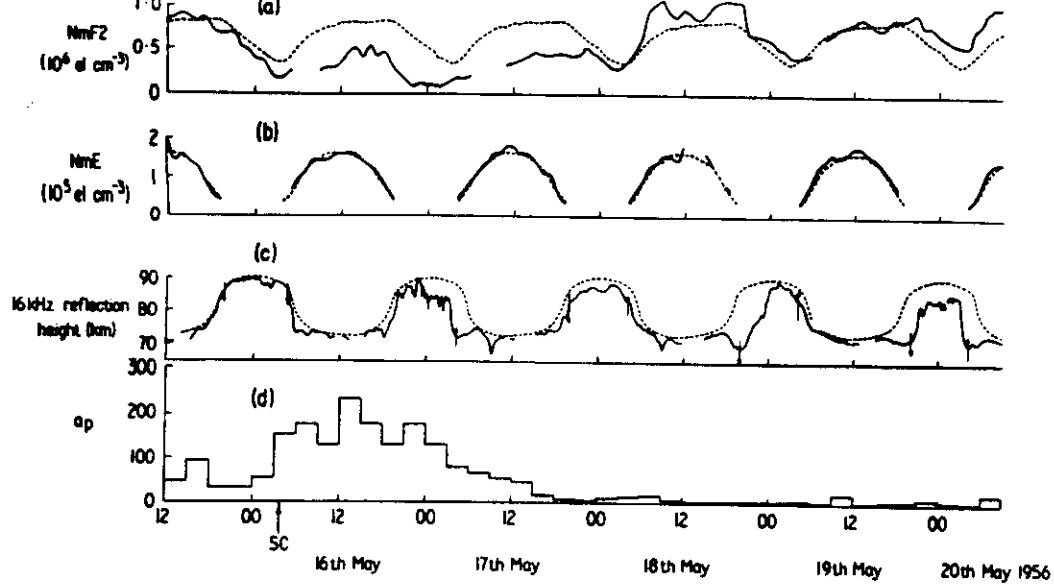 (a)
1·0
NmF2
0·5
(10⁶ el cm⁻³)
0
(b)
2
NmE
1
(10⁵ el cm⁻³)
0
(c)
90
16kHz reflection
80
height (km)
70
300
(d)
200
ap
100
0
12 00 12 00 12 00 12 00 12 00
SC
16th May 17th May 18th May 19th May 20th May 1956